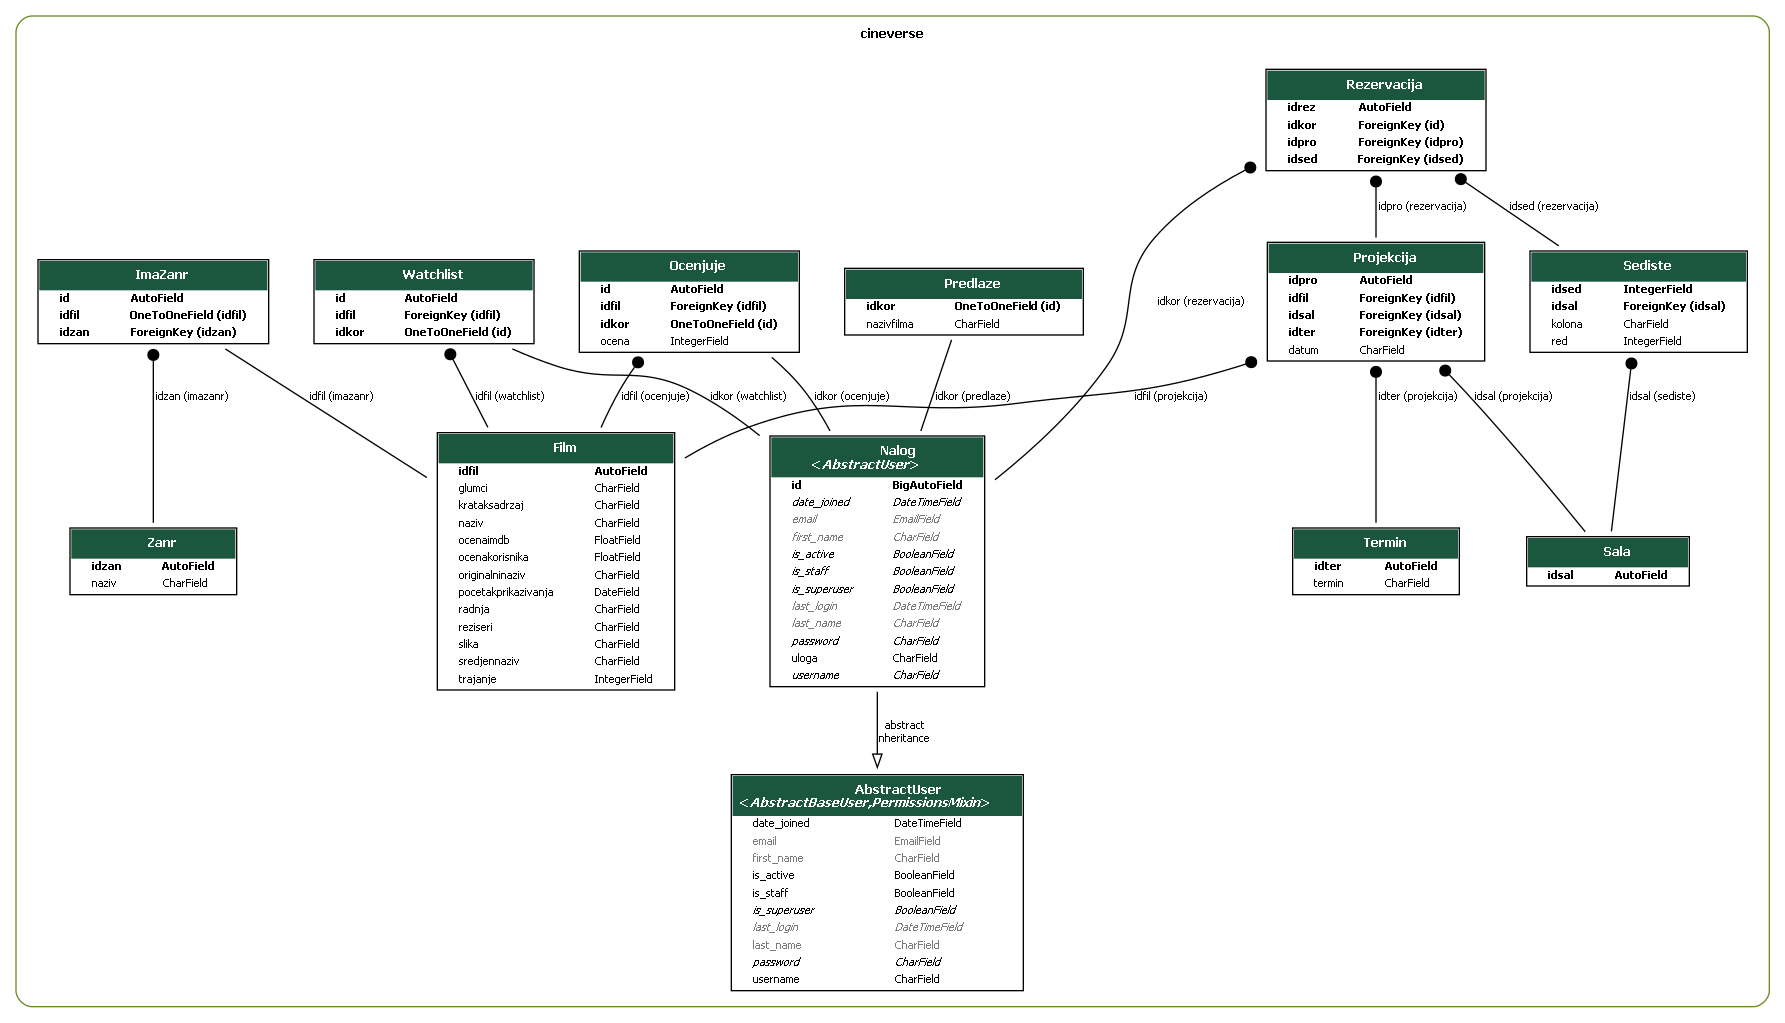 cineverse
Rezervacija
idrez AutoField
idkor ForeignKey (id)
idpro ForeignKey (idpro)
idsed ForeignKey (idsed)
idpro (rezervacija)
idsed (rezervacija)
idkor (rezervacija)
ImaZanr
id AutoField
idfil OneToOneField (idfil)
idzan ForeignKey (idzan)
Watchlist
id AutoField
idfil ForeignKey (idfil)
idkor OneToOneField (id)
Ocenjuje
id AutoField
idfil ForeignKey (idfil)
idkor OneToOneField (id)
ocena IntegerField
Predlaze
idkor OneToOneField (id)
nazivfilma CharField
Projekcija
idpro AutoField
idfil ForeignKey (idfil)
idsal ForeignKey (idsal)
idter ForeignKey (idter)
datum CharField
Sediste
idsed IntegerField
idsal ForeignKey (idsal)
kolona CharField
red IntegerField
idzan (imazanr)
idfil (imazanr)
idfil (watchlist)
idfil (ocenjuje)
idkor (watchlist)
idkor (ocenjuje)
idkor (predlaze)
idfil (projekcija)
idter (projekcija)
idsal (projekcija)
idsal (sediste)
Zanr
idzan AutoField
naziv CharField
Film
idfil AutoField
glumci CharField
krataksadrzaj CharField
naziv CharField
ocenaimdb FloatField
ocenakorisnika FloatField
originalninaziv CharField
pocetakprikazivanja DateField
radnja CharField
reziseri CharField
slika CharField
sredjennaziv CharField
trajanje IntegerField
Nalog
<AbstractUser>
id BigAutoField
date_joined DateTimeField
email EmailField
first_name CharField
is_active BooleanField
is_staff BooleanField
is_superuser BooleanField
last_login DateTimeField
last_name CharField
password CharField
uloga CharField
username CharField
Termin
idter AutoField
termin CharField
Sala
idsal AutoField
abstract
nheritance
AbstractUser
<AbstractBaseUser,PermissionsMixin>
date_joined DateTimeField
email EmailField
first_name CharField
is_active BooleanField
is_staff BooleanField
is_superuser BooleanField
last_login DateTimeField
last_name CharField
password CharField
username CharField